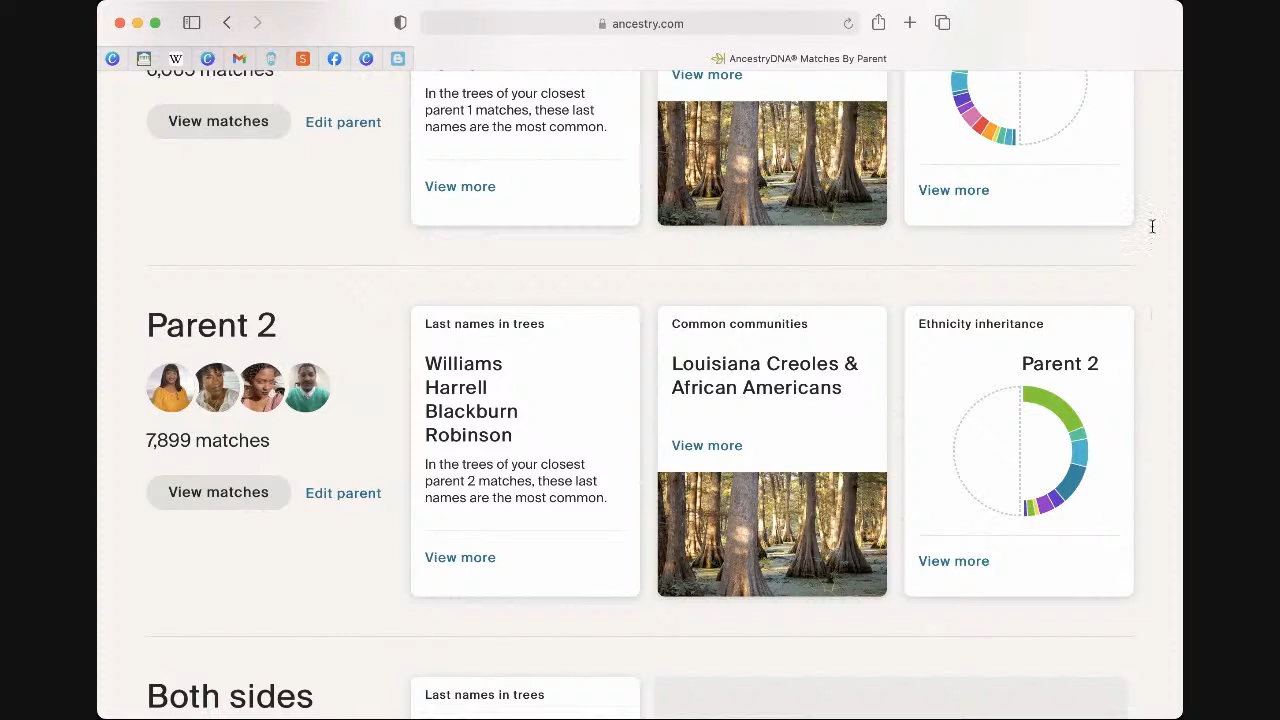 ancestry.com
AncestryDNA® Matches By Parent
matches
View matches
Edit parent
In the trees of your closest
parent 1 matches, these last
names are the most common.
View more
View more
View more
Parent 2
7,899 matches
View matches
Edit parent
Last names in trees
Williams
Harrell
Blackburn
Robinson
In the trees of your closest
parent 2 matches, these last
names are the most common.
View more
Common communities
Louisiana Creoles &
African Americans
View more
Ethnicity inheritance
Parent 2
View more
Both sides
Last names in trees